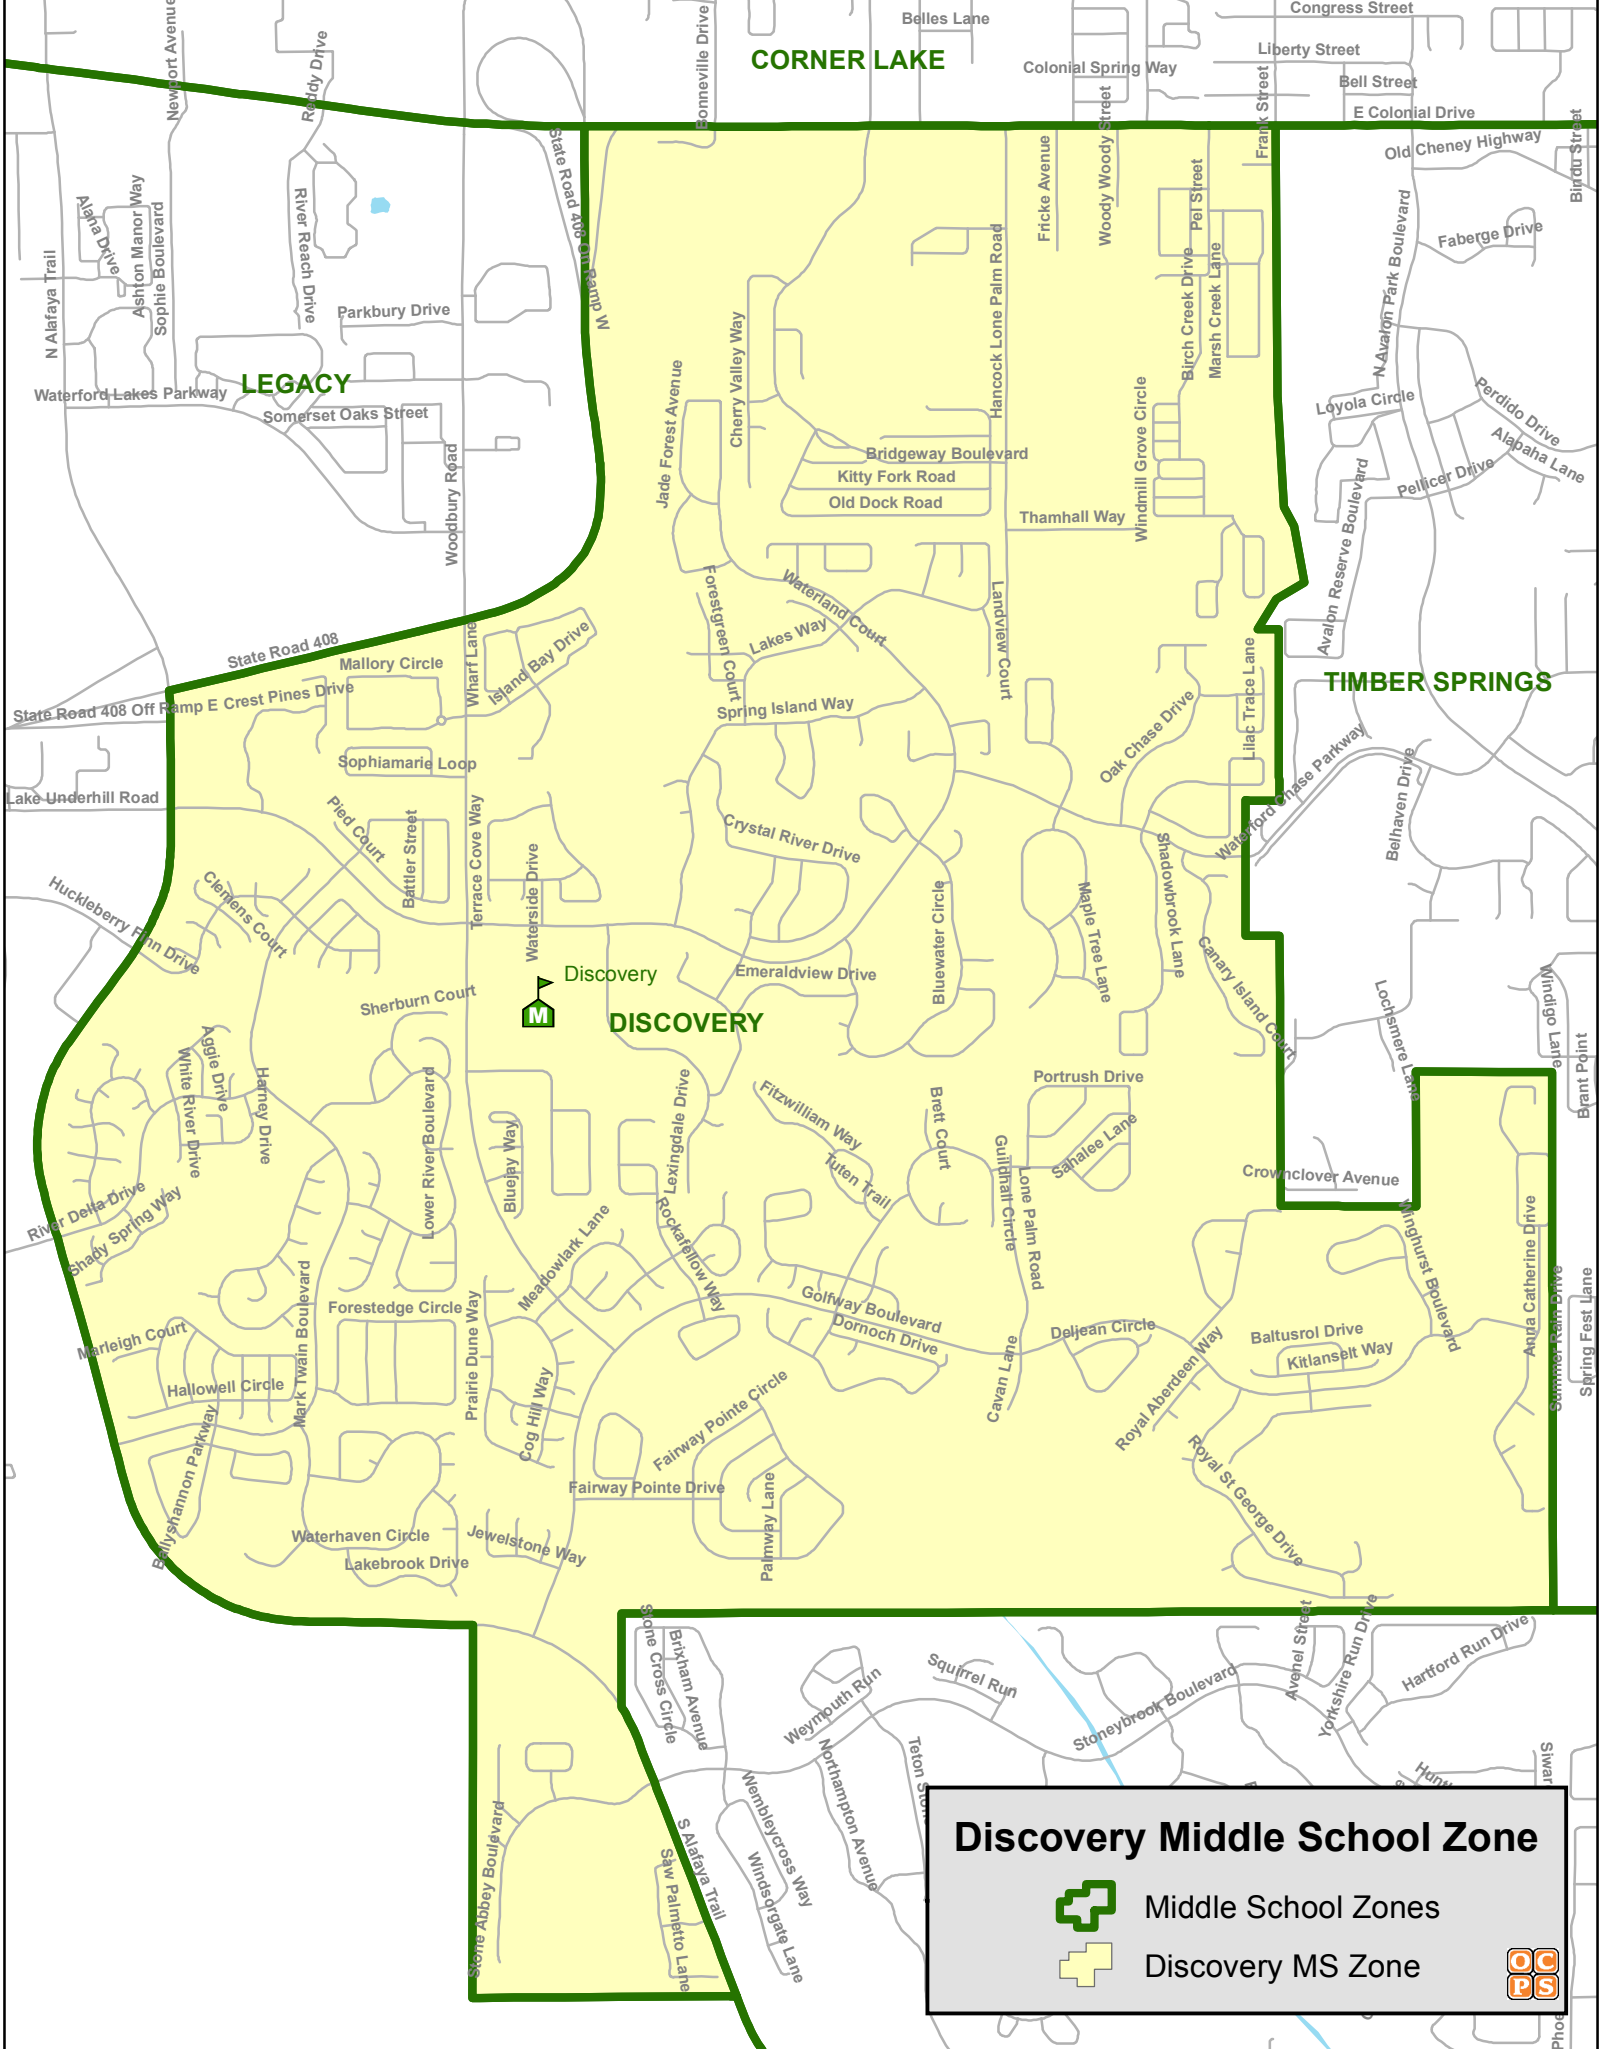 Congress Street
Belles Lane
Newport Avenue
Reddy Drive
Bonneville Drive
CORNER LAKE
Liberty Street
Colonial Spring Way
Bell Street
Frank Street
E Colonial Drive
Woody Woody Street
Bindu Street
Old Cheney Highway
State Road 408 On Ramp W
Fricke Avenue
Pel Street
Alana Drive
Ashton Manor Way
Sophie Boulevard
River Reach Drive
N Alafaya Trail
Faberge Drive
N Avalon Park Boulevard
Hancock Lone Palm Road
Birch Creek Drive
Marsh Creek Lane
Parkbury Drive
Cherry Valley Way
Jade Forest Avenue
LEGACY
Waterford Lakes Parkway
Somerset Oaks Street
Windmill Grove Circle
Loyola Circle
Perdido Drive
Alapaha Lane
Pellicer Drive
Woodbury Road
Bridgeway Boulevard
Kitty Fork Road
Old Dock Road
Thamhall Way
Avalon Reserve Boulevard
Forestgreen Court
Waterland Court
Lakes Way
Landview Court
State Road 408
Mallory Circle
Wharf Lane
Island Bay Drive
State Road 408 Off Ramp E
Crest Pines Drive
Spring Island Way
Oak Chase Drive
Lilac Trace Lane
TIMBER SPRINGS
Sophiamarie Loop
Waterford Chase Parkway
Belhaven Drive
Lake Underhill Road
Pied Court
Battler Street
Terrace Cove Way
Waterside Drive
Crystal River Drive
Shadowbrook Lane
Huckleberry Finn Drive
Clemens Court
Bluewater Circle
Maple Tree Lane
Canary Island Court
Emeraldview Drive
Discovery
M
DISCOVERY
Sherburn Court
Lochsmere Lane
Windigo Lane
Brant Point
Aggie Drive
White River Drive
Harney Drive
Lower River Boulevard
Lexingdale Drive
Portrush Drive
Fitzwilliam Way
Brett Court
Sahalee Lane
Bluejay Way
Tuten Trail
Guildhall Circle
Lone Palm Road
Crownclover Avenue
River Delta Drive
Shady Spring Way
Rockafellow Way
Meadowlark Lane
Winghurst Boulevard
Anna Catherine Drive
Summer Rain Drive
Spring Fest Lane
Mark Twain Boulevard
Forestedge Circle
Prairie Dune Way
Golfway Boulevard
Dornoch Drive
Deljean Circle
Baltusrol Drive
Kitlanselt Way
Marleigh Court
Hallowell Circle
Cavan Lane
Royal Aberdeen Way
Cog Hill Way
Fairway Pointe Circle
Ballyshannon Parkway
Fairway Pointe Drive
Palmway Lane
Royal St George Drive
Waterhaven Circle
Jewelstone Way
Lakebrook Drive
Stone Cross Circle
Brixham Avenue
Avenel Street
Yorkshire Run Drive
Hartford Run Drive
Squirrel Run
Weymouth Run
Stoneybrook Boulevard
Northampton Avenue
Teton
Wembleycross Way
Stone Abbey Boulevard
S Alafaya Trail
Saw Palmetto Lane
Windsorgate Lane
Discovery Middle School Zone
Middle School Zones
Discovery MS Zone
OC
PS